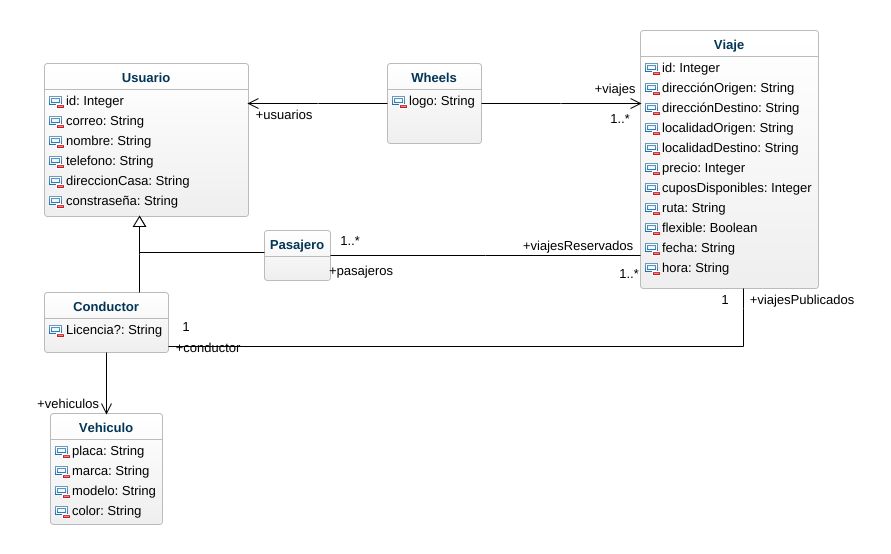 Usuario
id: Integer
correo: String
nombre: String
telefono: String
direccionCasa: String
constraseña: String
Wheels
logo: String
+usuarios
+viajes
1..*
Viaje
id: Integer
direcciónOrigen: String
direcciónDestino: String
localidadOrigen: String
localidadDestino: String
precio: Integer
cuposDisponibles: Integer
ruta: String
flexible: Boolean
fecha: String
hora: String
Pasajero
1..*
+pasajeros
+viajesReservados
1..*
Conductor
Licencia?: String
1
+conductor
1
+viajesPublicados
+vehiculos
Vehiculo
placa: String
marca: String
modelo: String
color: String